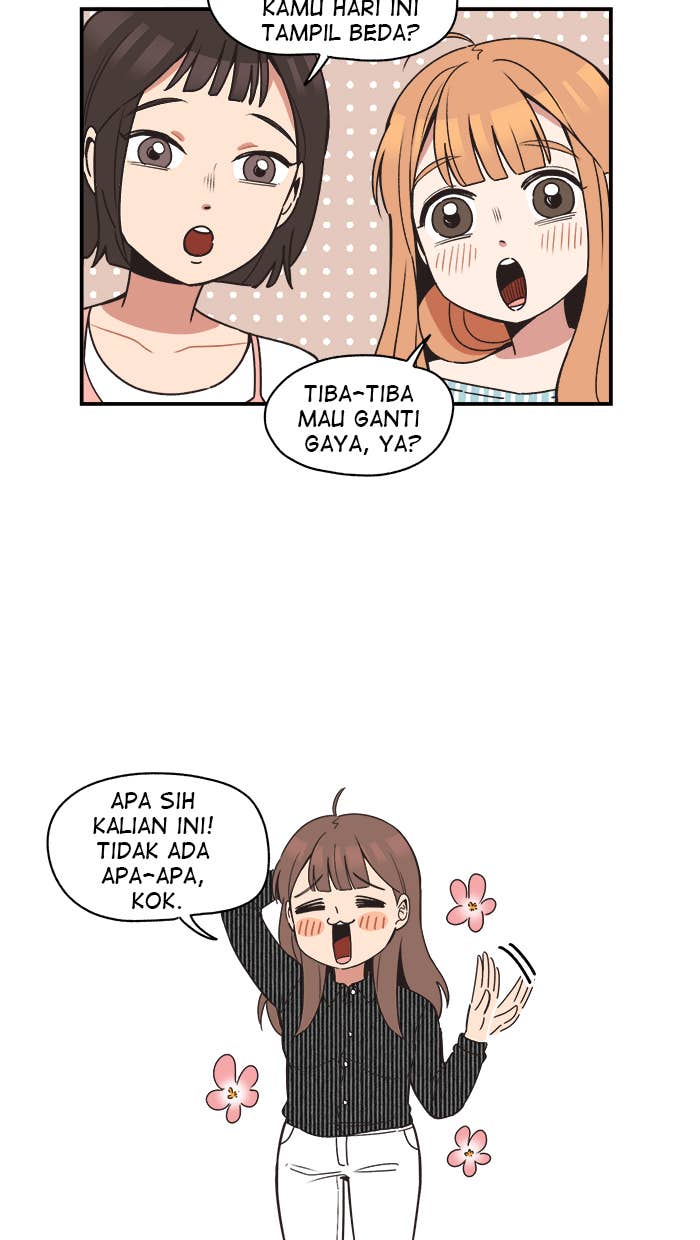 KAMU HARI INI
TAMPIL BEDA?
TIBA-TIBA
MAU GANTI
GAYA, YA?
APA SIH
KALIAN INI!
TIDAK ADA
APA-APA,
KOK.